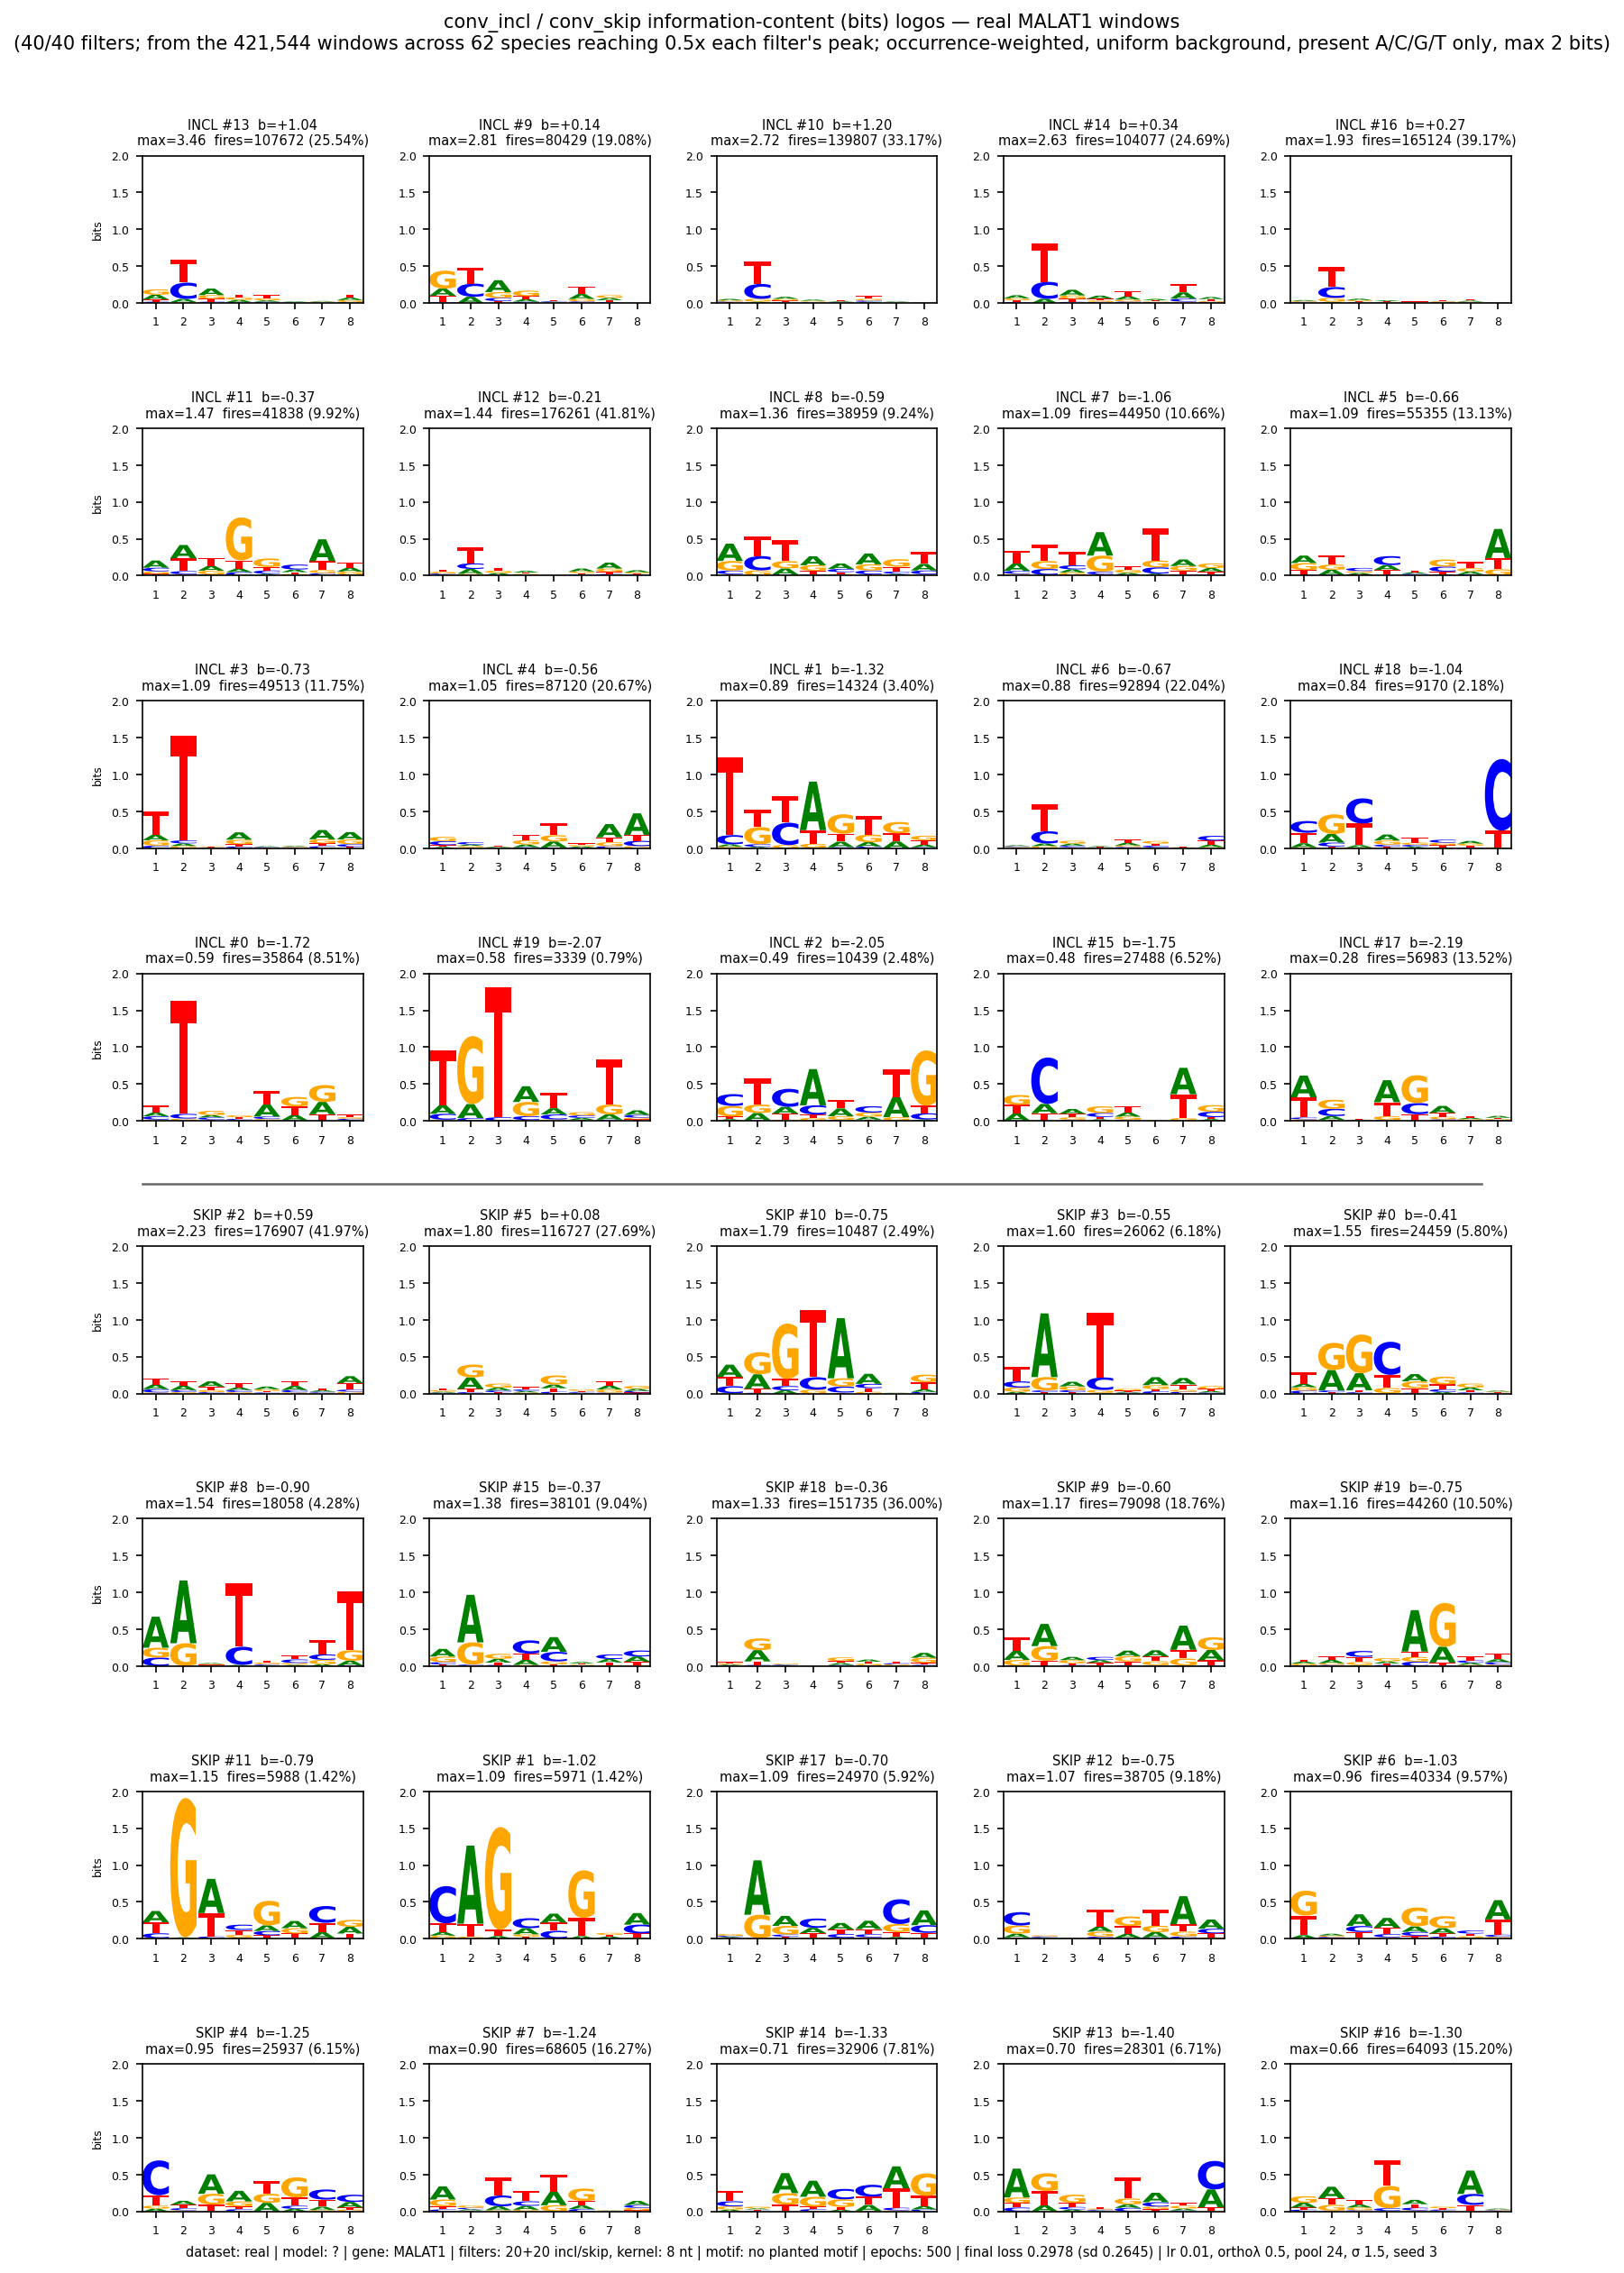 conv_incl / conv_skip information-content (bits) logos — real MALAT1 windows
(40/40 filters; from the 421,544 windows across 62 species reaching 0.5x each filter's peak; occurrence-weighted, uniform background, present A/C/G/T only, max 2 bits)
INCL #13 b=+1.04
max=3.46 fires=107672 (25.54%)
INCL #9 b=+0.14
max=2.81 fires=80429 (19.08%)
INCL #10 b=+1.20
max=2.72 fires=139807 (33.17%)
INCL #14 b=+0.34
max=2.63 fires=104077 (24.69%)
INCL #16 b=+0.27
max=1.93 fires=165124 (39.17%)
INCL #11 b=-0.37
max=1.47 fires=41838 (9.92%)
INCL #12 b=-0.21
max=1.44 fires=176261 (41.81%)
INCL #8 b=-0.59
max=1.36 fires=38959 (9.24%)
INCL #7 b=-1.06
max=1.09 fires=44950 (10.66%)
INCL #5 b=-0.66
max=1.09 fires=55355 (13.13%)
INCL #3 b=-0.73
max=1.09 fires=49513 (11.75%)
INCL #4 b=-0.56
max=1.05 fires=87120 (20.67%)
INCL #1 b=-1.32
max=0.89 fires=14324 (3.40%)
INCL #6 b=-0.67
max=0.88 fires=92894 (22.04%)
INCL #18 b=-1.04
max=0.84 fires=9170 (2.18%)
INCL #0 b=-1.72
max=0.59 fires=35864 (8.51%)
INCL #19 b=-2.07
max=0.58 fires=3339 (0.79%)
INCL #2 b=-2.05
max=0.49 fires=10439 (2.48%)
INCL #15 b=-1.75
max=0.48 fires=27488 (6.52%)
INCL #17 b=-2.19
max=0.28 fires=56983 (13.52%)
SKIP #2 b=+0.59
max=2.23 fires=176907 (41.97%)
SKIP #5 b=+0.08
max=1.80 fires=116727 (27.69%)
SKIP #10 b=-0.75
max=1.79 fires=10487 (2.49%)
SKIP #3 b=-0.55
max=1.60 fires=26062 (6.18%)
SKIP #0 b=-0.41
max=1.55 fires=24459 (5.80%)
SKIP #8 b=-0.90
max=1.54 fires=18058 (4.28%)
SKIP #15 b=-0.37
max=1.38 fires=38101 (9.04%)
SKIP #18 b=-0.36
max=1.33 fires=151735 (36.00%)
SKIP #9 b=-0.60
max=1.17 fires=79098 (18.76%)
SKIP #19 b=-0.75
max=1.16 fires=44260 (10.50%)
SKIP #11 b=-0.79
max=1.15 fires=5988 (1.42%)
SKIP #1 b=-1.02
max=1.09 fires=5971 (1.42%)
SKIP #17 b=-0.70
max=1.09 fires=24970 (5.92%)
SKIP #12 b=-0.75
max=1.07 fires=38705 (9.18%)
SKIP #6 b=-1.03
max=0.96 fires=40334 (9.57%)
SKIP #4 b=-1.25
max=0.95 fires=25937 (6.15%)
SKIP #7 b=-1.24
max=0.90 fires=68605 (16.27%)
SKIP #14 b=-1.33
max=0.71 fires=32906 (7.81%)
SKIP #13 b=-1.40
max=0.70 fires=28301 (6.71%)
SKIP #16 b=-1.30
max=0.66 fires=64093 (15.20%)
dataset: real | model: ? | gene: MALAT1 | filters: 20+20 incl/skip, kernel: 8 nt | motif: no planted motif | epochs: 500 | final loss 0.2978 (sd 0.2645) | lr 0.01, orthoλ 0.5, pool 24, σ 1.5, seed 3